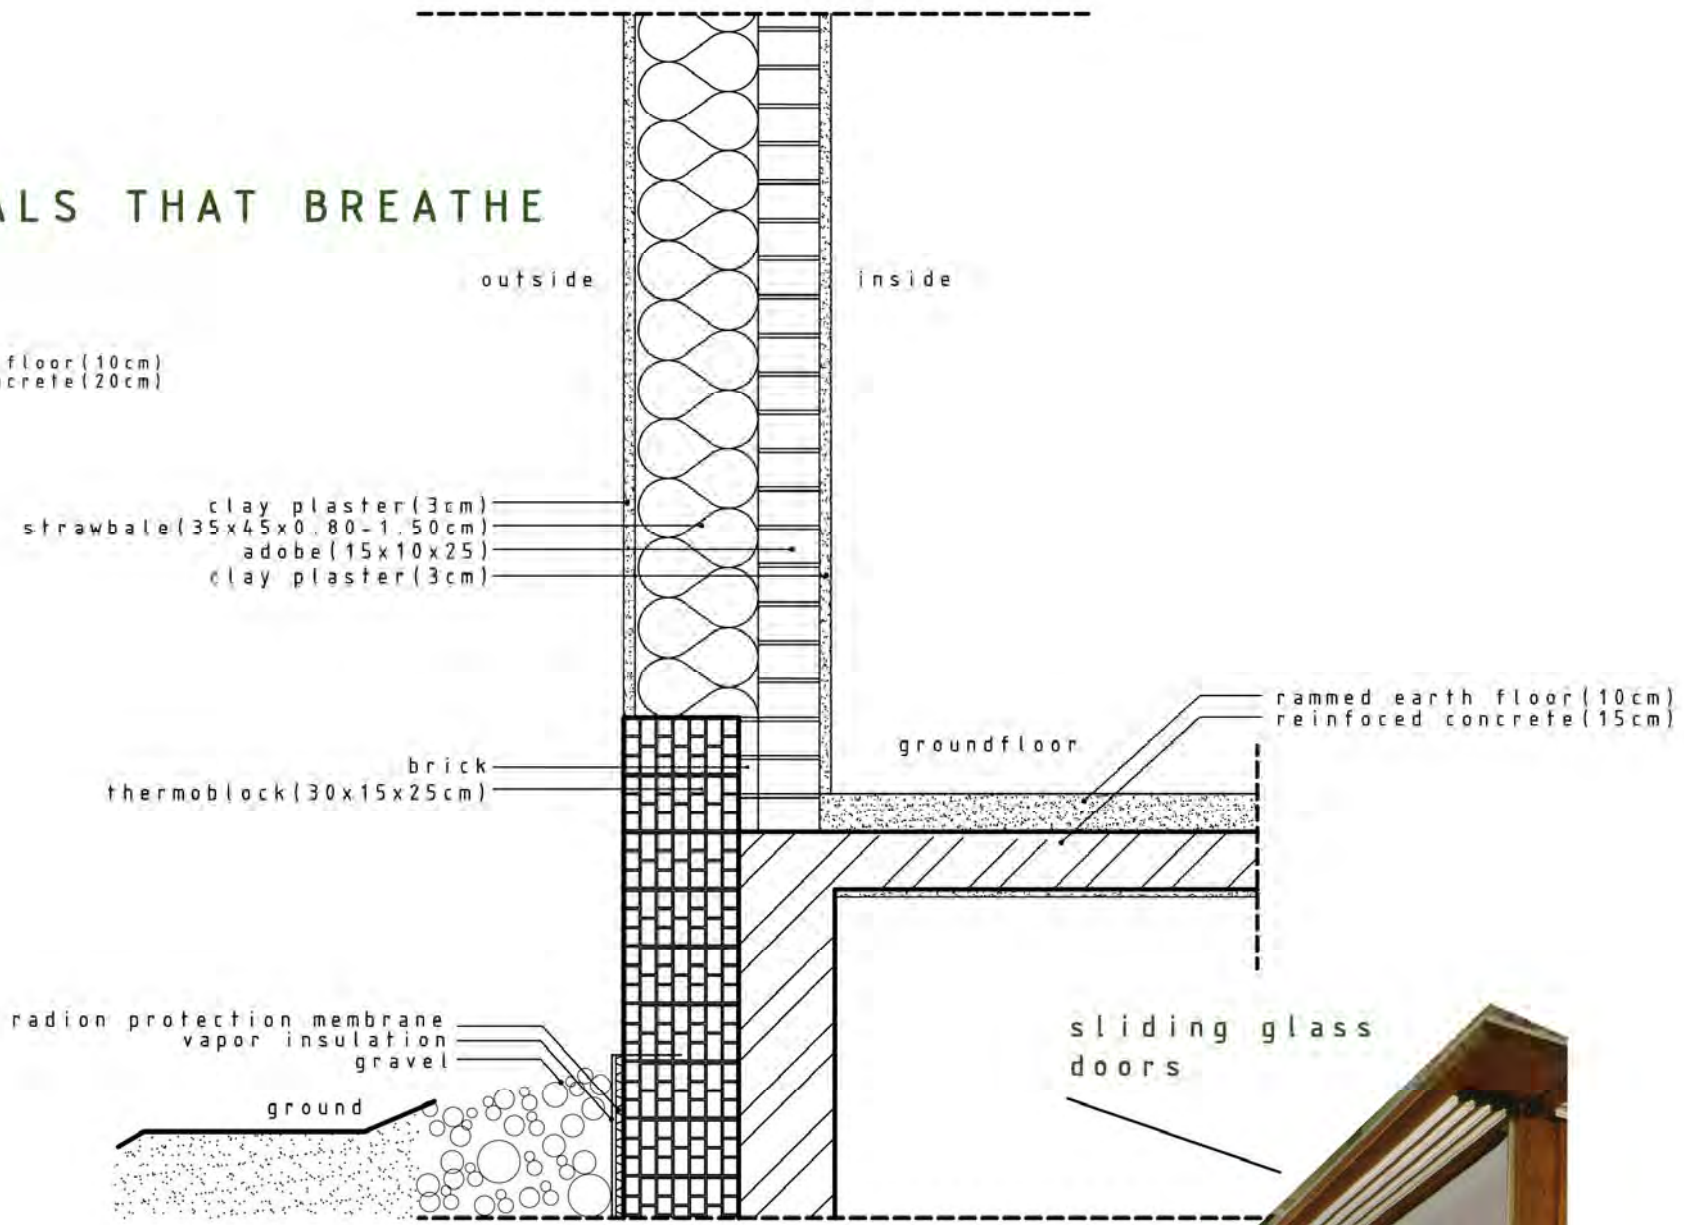 ALS THAT BREATHE
outside
inside
floor(10cm)
ncrete(20cm)
clay plaster(3cm)
strawbale(35x45x0.80-1.50cm)
adobe(15x10x25)
clay plaster(3cm)
rammed earth floor(10cm)
reinfoced concrete(15cm)
groundfloor
brick
thermoblock(30x15x25cm)
radion protection membrane
vapor insulation
gravel
ground
sliding glass
doors